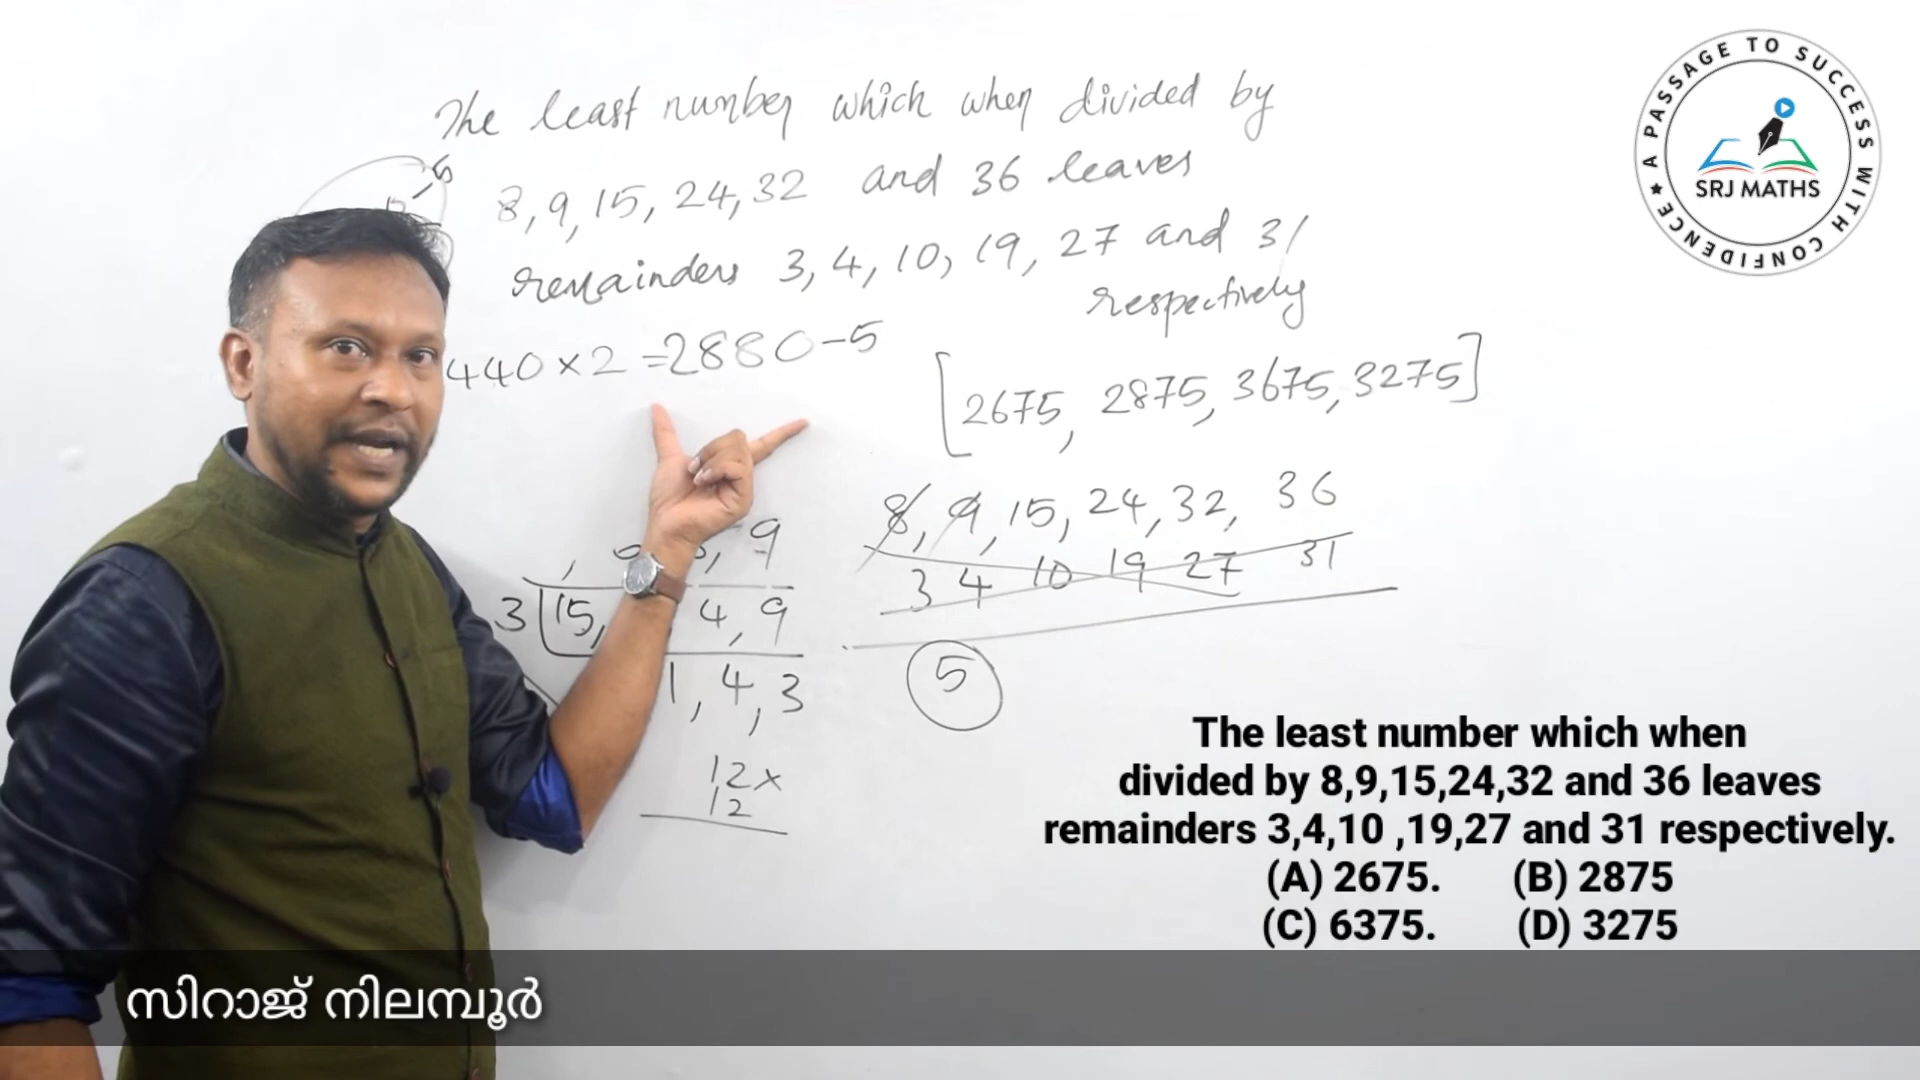 The least number which when divided by
8, 9, 15, 24, 32 and 36 leaves
remainders 3, 4, 10, 19, 27 and 31
respectively
440 × 2 = 2880 - 5
[2675, 2875, 3675, 3275]
8, 9, 15, 24, 32, 36
3 4 10 19 27 31
5
, 9
3 15, 4, 9
1, 4, 3
12 ×
12
A PASSAGE TO SUCCESS WITH CONFIDENCE
SRJ MATHS
The least number which when
divided by 8,9,15,24,32 and 36 leaves
remainders 3,4,10 ,19,27 and 31 respectively.
(A) 2675. (B) 2875
(C) 6375. (D) 3275
സിറാജ് നിലമ്പൂർ